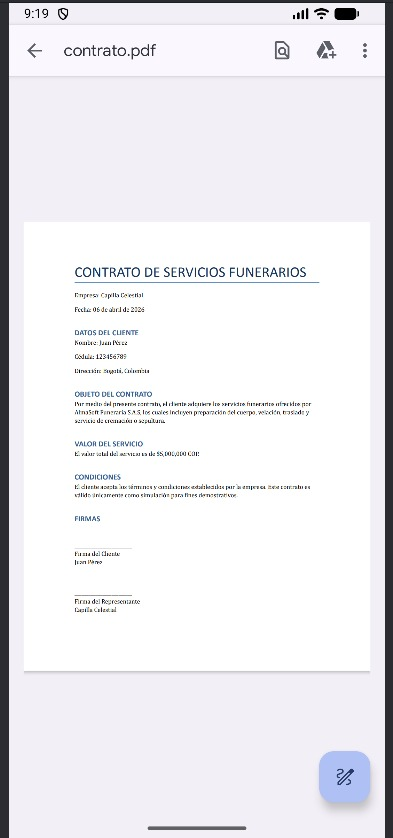 9:19
contrato.pdf
CONTRATO DE SERVICIOS FUNERARIOS
Empresa: Capilla Celestial
Fecha: 06 de abril de 2026
DATOS DEL CLIENTE
Nombre: Juan Pérez
Cédula: 123456789
Dirección: Bogotá, Colombia
OBJETO DEL CONTRATO
Por medio del presente contrato, el cliente adquiere los servicios funerarios ofrecidos por
AlmaSoft Funeraria S.A.S, los cuales incluyen preparación del cuerpo, velación, traslado y
servicio de cremación o sepultura.
VALOR DEL SERVICIO
El valor total del servicio es de $5,000,000 COP.
CONDICIONES
El cliente acepta los términos y condiciones establecidos por la empresa. Este contrato es
válido únicamente como simulación para fines demostrativos.
FIRMAS
Firma del Cliente
Juan Pérez
Firma del Representante
Capilla Celestial